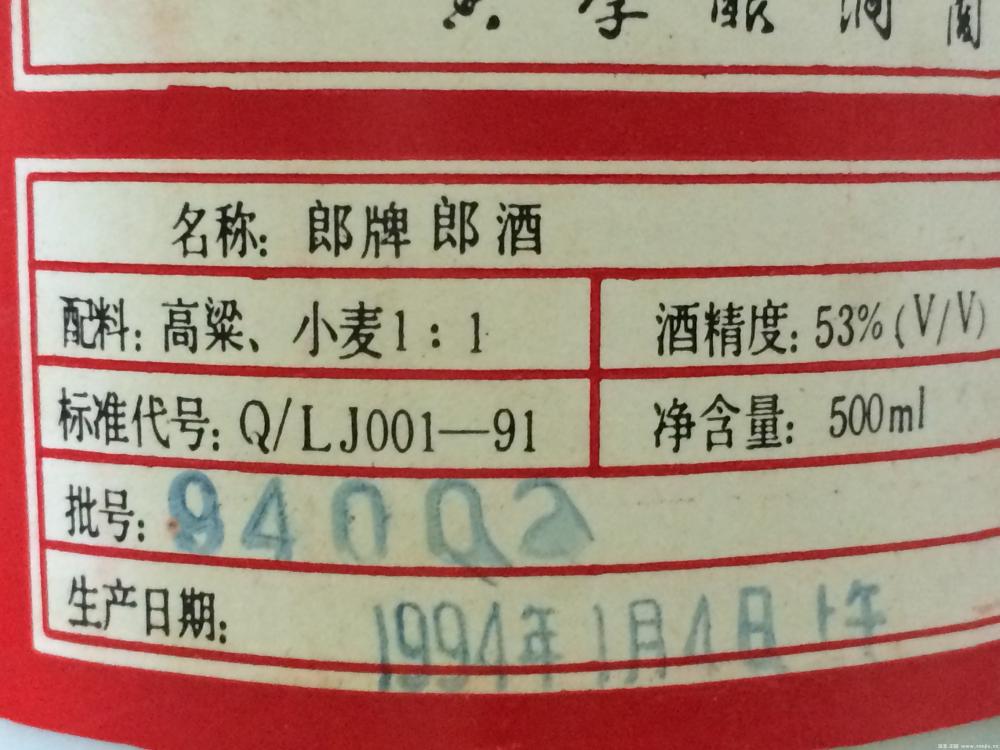 名称：郎牌郎酒
配料：高粱、小麦1：1
酒精度：53%(V/V)
标准代号：Q/LJ001—91
净含量：500ml
批号：94002
生产日期：1994年1月4日